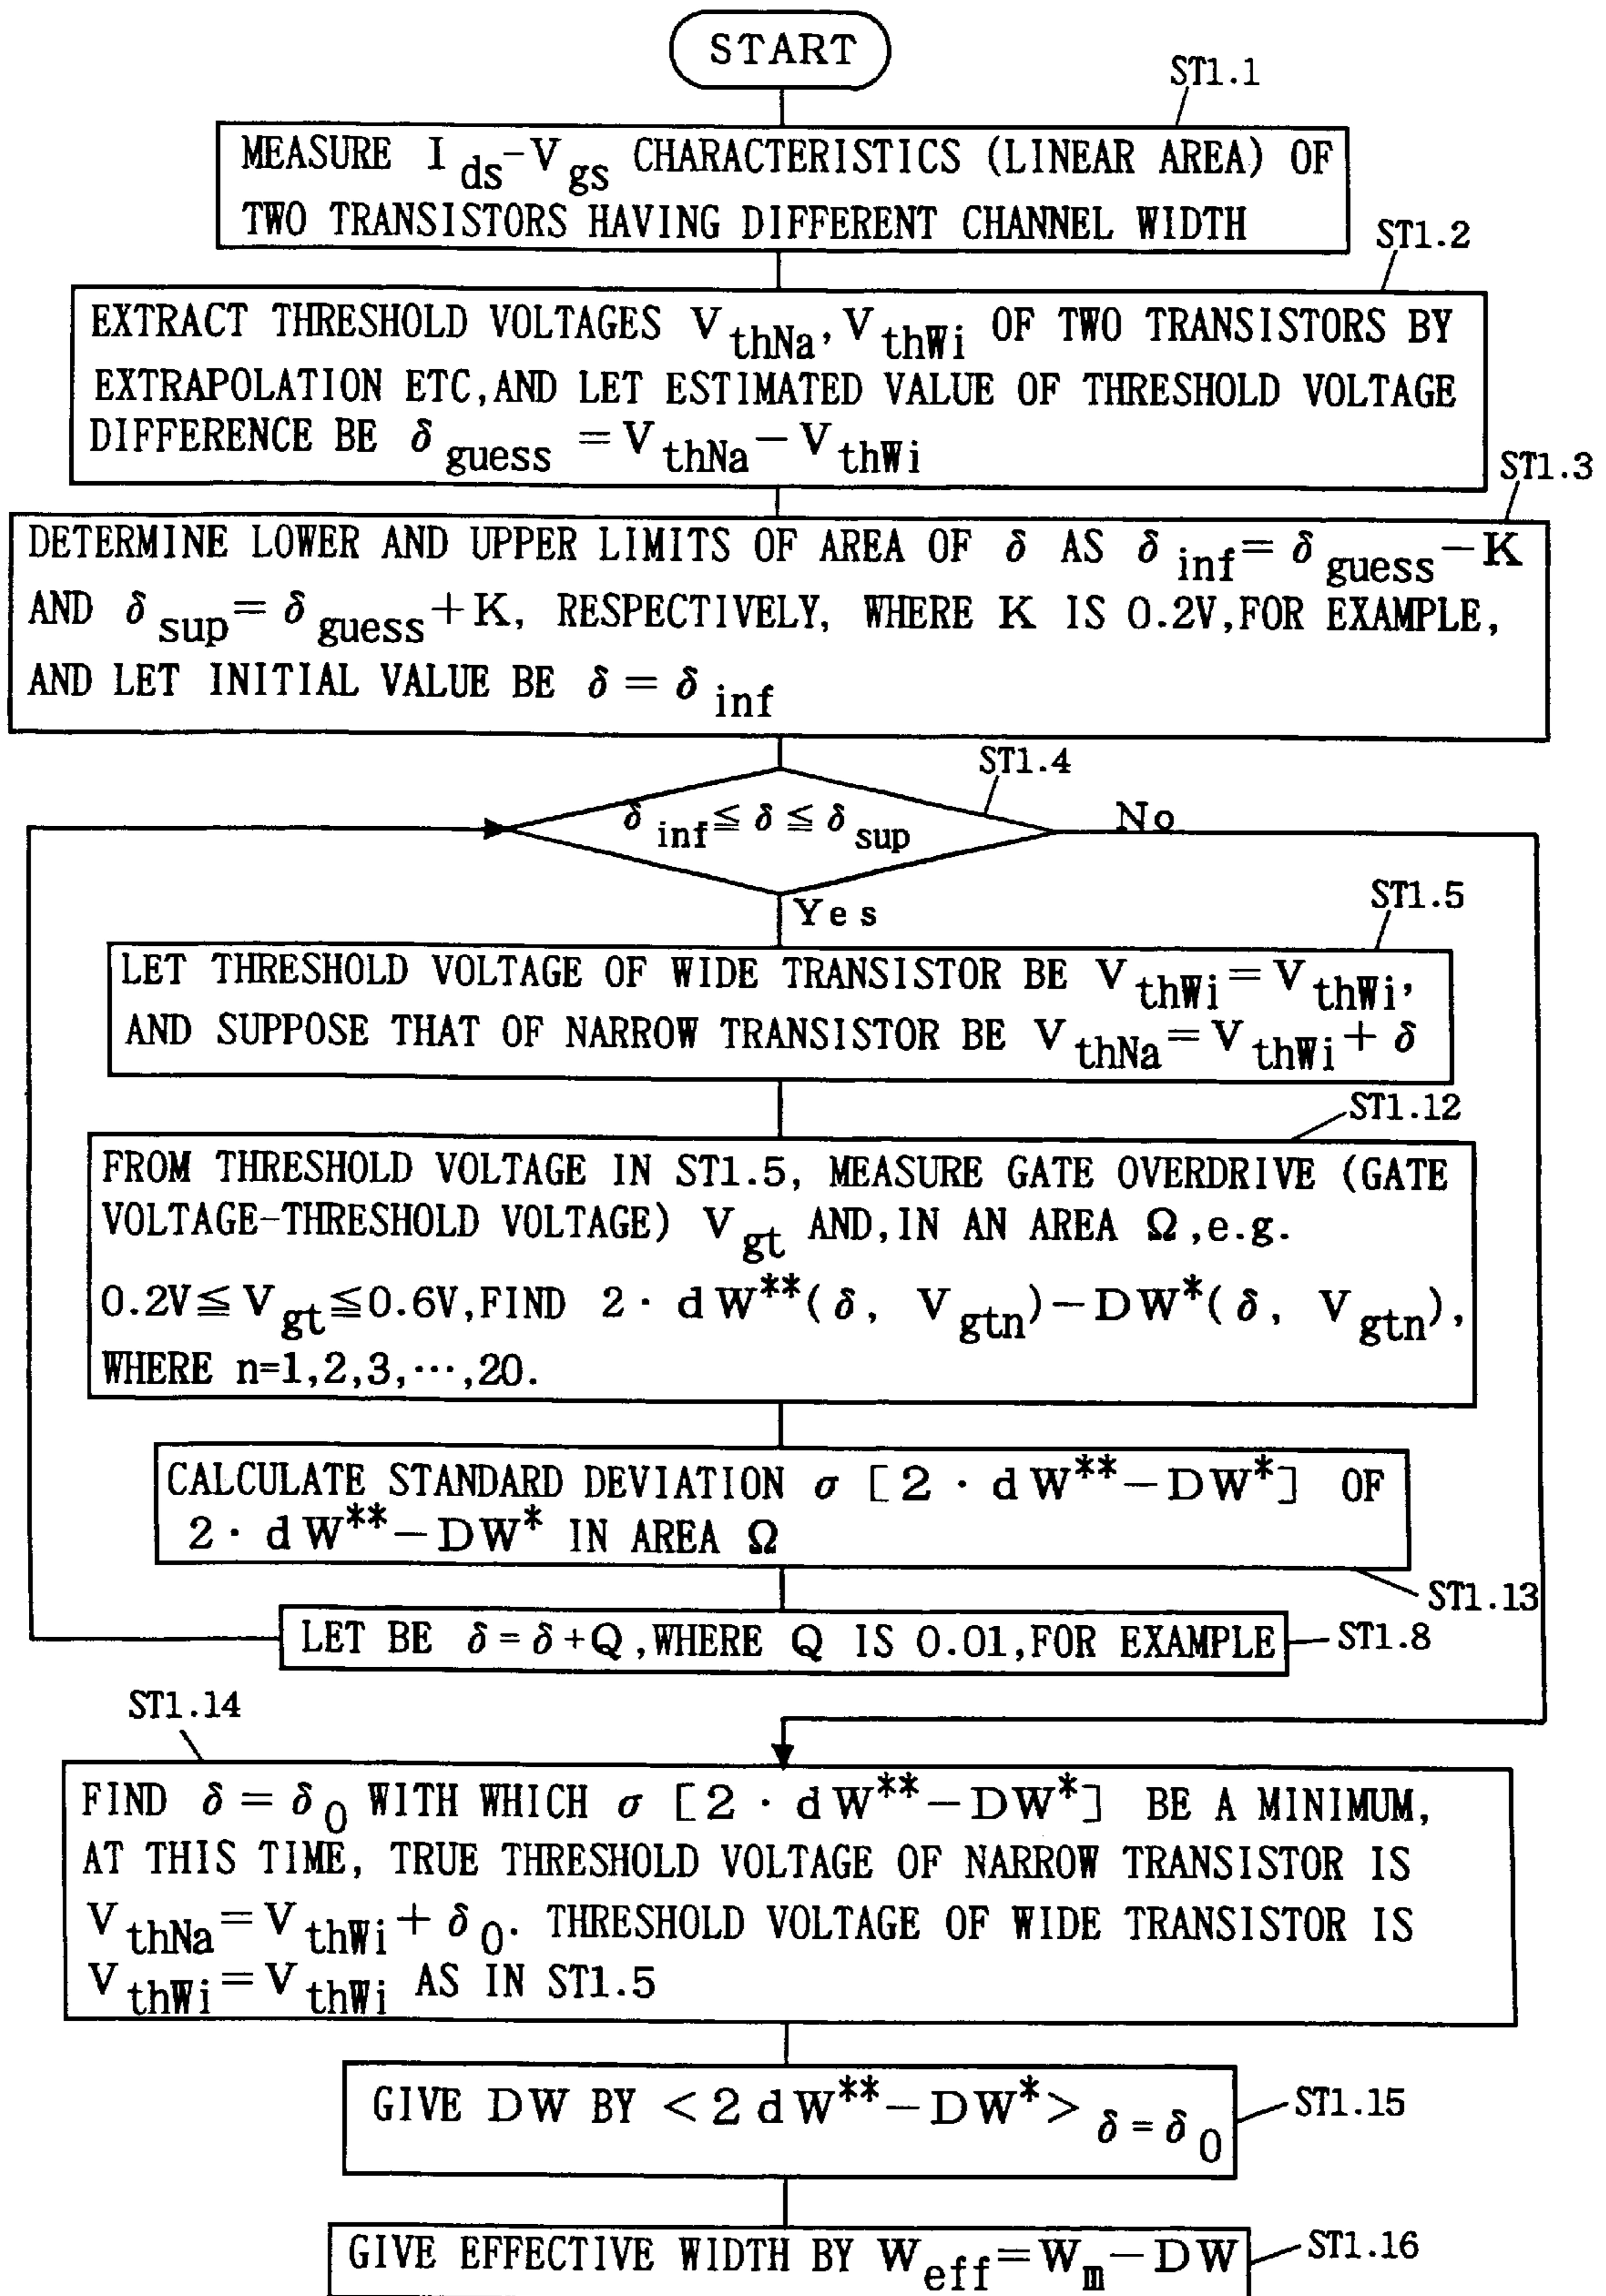 START
ST1.1
MEASURE I ds-V gs CHARACTERISTICS (LINEAR AREA) OF
TWO TRANSISTORS HAVING DIFFERENT CHANNEL WIDTH
ST1.2
EXTRACT THRESHOLD VOLTAGES V thNa, V thWi OF TWO TRANSISTORS BY
EXTRAPOLATION ETC,AND LET ESTIMATED VALUE OF THRESHOLD VOLTAGE
DIFFERENCE BE δ guess = V thNa − V thWi
ST1.3
DETERMINE LOWER AND UPPER LIMITS OF AREA OF δ AS δ inf = δ guess − K
AND δ sup = δ guess + K, RESPECTIVELY, WHERE K IS 0.2V,FOR EXAMPLE,
AND LET INITIAL VALUE BE δ = δ inf
ST1.4
δ inf ≦ δ ≦ δ sup
No
Yes
ST1.5
LET THRESHOLD VOLTAGE OF WIDE TRANSISTOR BE V thWi = V thWi,
AND SUPPOSE THAT OF NARROW TRANSISTOR BE V thNa = V thWi + δ
ST1.12
FROM THRESHOLD VOLTAGE IN ST1.5, MEASURE GATE OVERDRIVE (GATE
VOLTAGE-THRESHOLD VOLTAGE) V gt AND,IN AN AREA Ω,e.g.
0.2V ≦ V gt ≦ 0.6V,FIND 2 · dW**(δ, V gtn) − DW*(δ, V gtn),
WHERE n=1,2,3,⋯,20.
CALCULATE STANDARD DEVIATION σ [2 · dW** − DW*] OF
2 · dW** − DW* IN AREA Ω
ST1.13
LET BE δ = δ + Q,WHERE Q IS 0.01,FOR EXAMPLE
ST1.8
ST1.14
FIND δ = δ 0 WITH WHICH σ [2 · dW** − DW*] BE A MINIMUM,
AT THIS TIME, TRUE THRESHOLD VOLTAGE OF NARROW TRANSISTOR IS
V thNa = V thWi + δ 0. THRESHOLD VOLTAGE OF WIDE TRANSISTOR IS
V thWi = V thWi AS IN ST1.5
GIVE DW BY < 2 dW** − DW* > δ = δ 0
ST1.15
GIVE EFFECTIVE WIDTH BY W eff = W m − DW
ST1.16